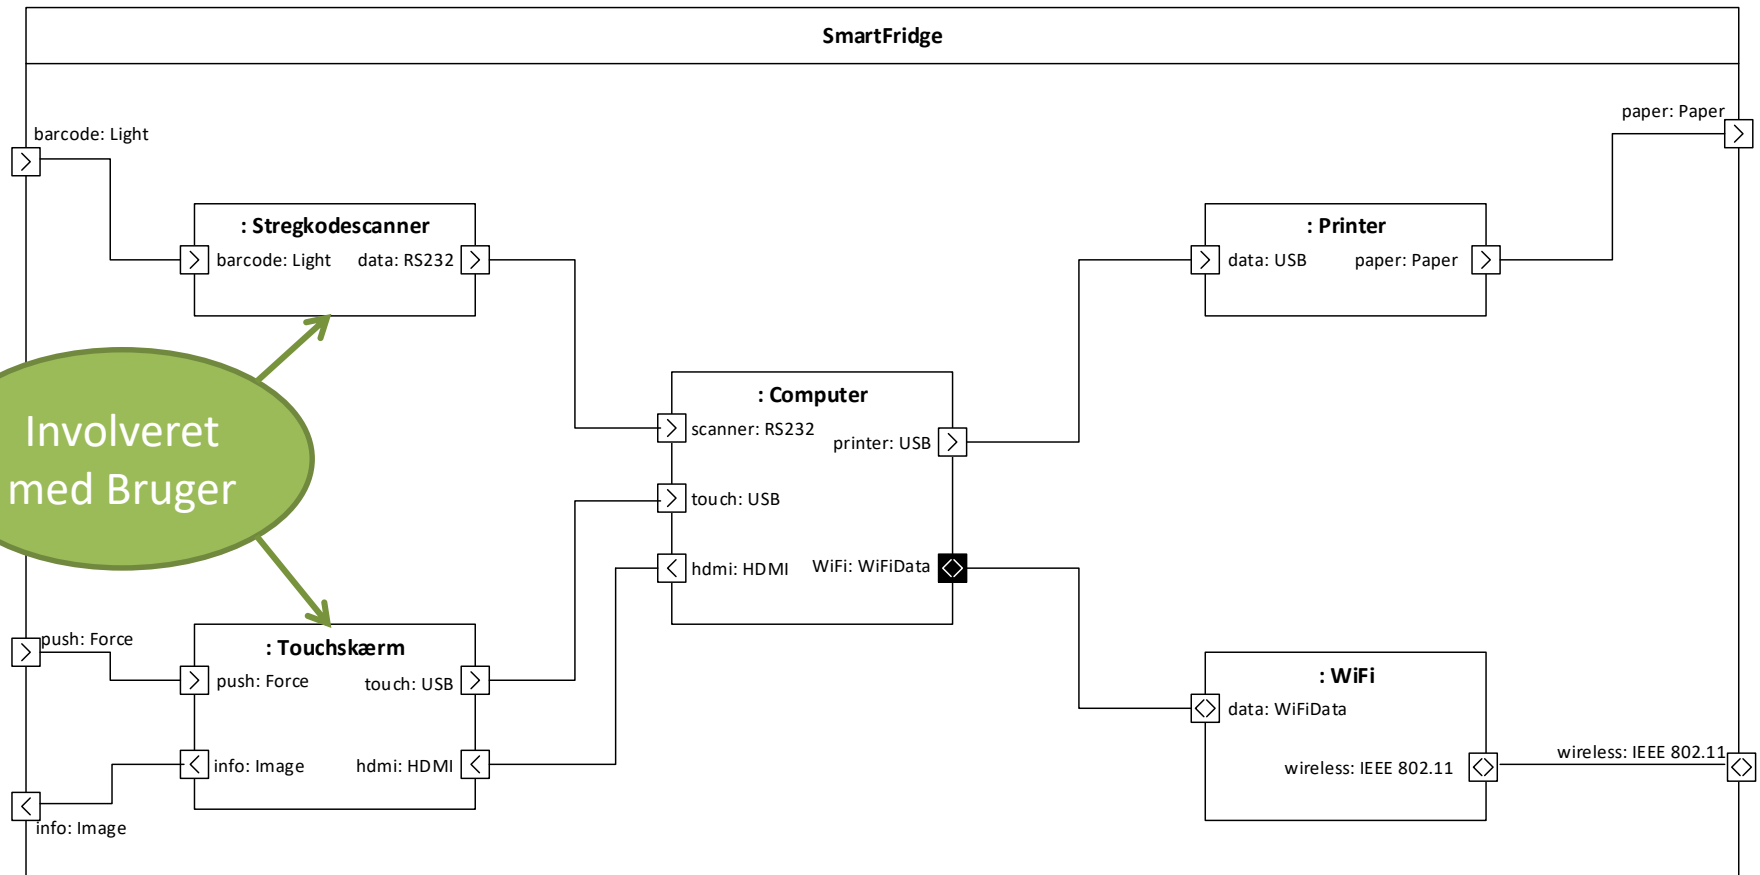 SmartFridge
barcode: Light
paper: Paper
: Stregkodescanner
barcode: Light
data: RS232
: Printer
data: USB
paper: Paper
Involveret
med Bruger
: Computer
scanner: RS232
printer: USB
touch: USB
hdmi: HDMI
WiFi: WiFiData
push: Force
: Touchskærm
push: Force
touch: USB
info: Image
hdmi: HDMI
info: Image
: WiFi
data: WiFiData
wireless: IEEE 802.11
wireless: IEEE 802.11